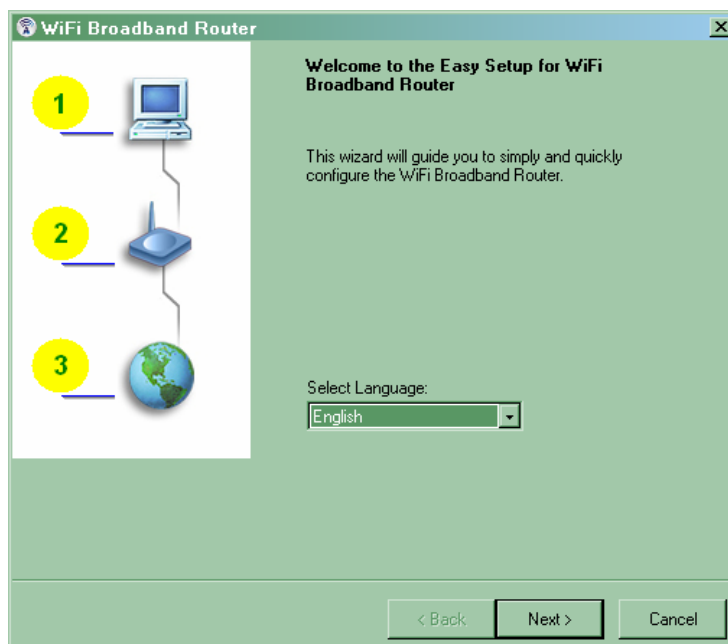 WiFi Broadband Router
1
2
3
Welcome to the Easy Setup for WiFi
Broadband Router
This wizard will guide you to simply and quickly
configure the WiFi Broadband Router.
Select Language:
English
< Back
Next >
Cancel